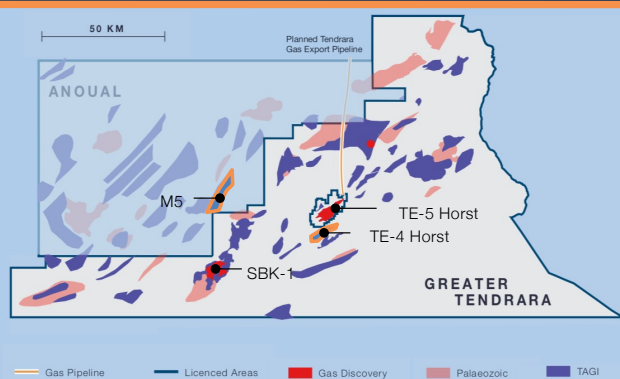 50 KM
Planned Tendrara
Gas Export Pipeline
ANOUAL
M5
TE-5 Horst
TE-4 Horst
SBK-1
GREATER
TENDRARA
Gas Pipeline
Licenced Areas
Gas Discovery
Palaeozoic
TAGI